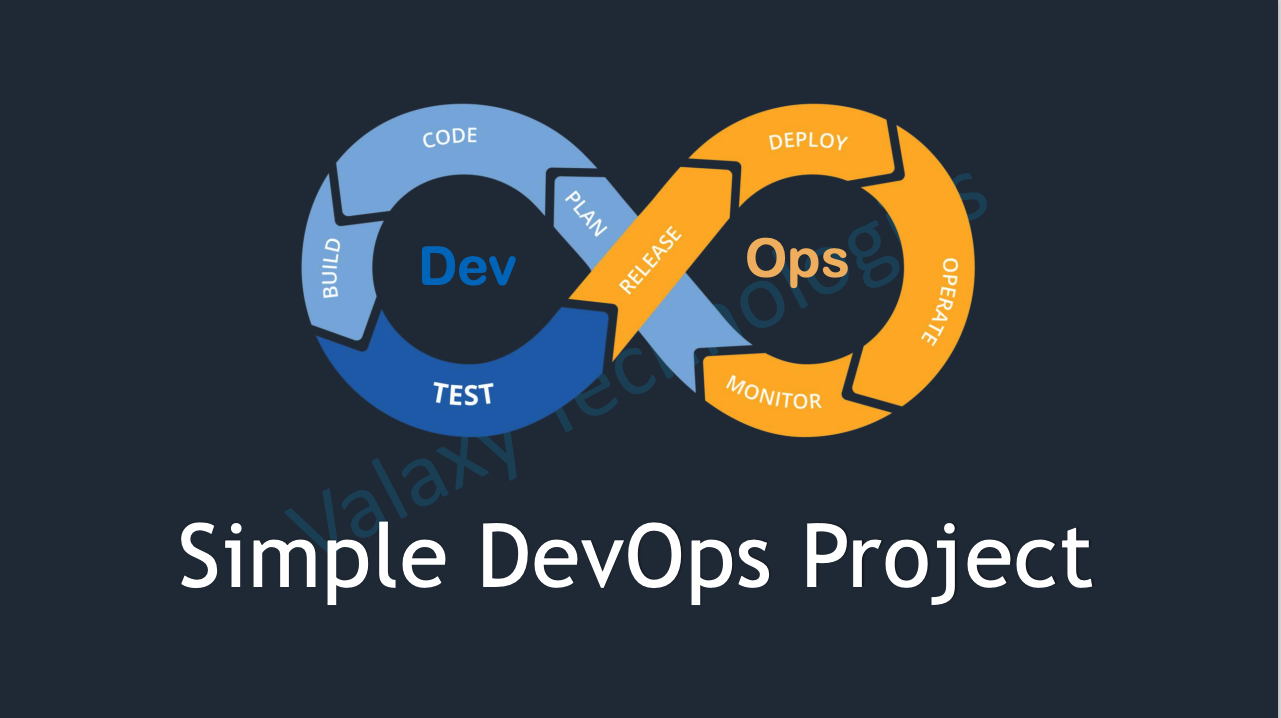 CODE
DEPLOY
PLAN
BUILD
Dev
RELEASE
Ops
OPERATE
TEST
MONITOR
Valaxy Technologies
Simple DevOps Project